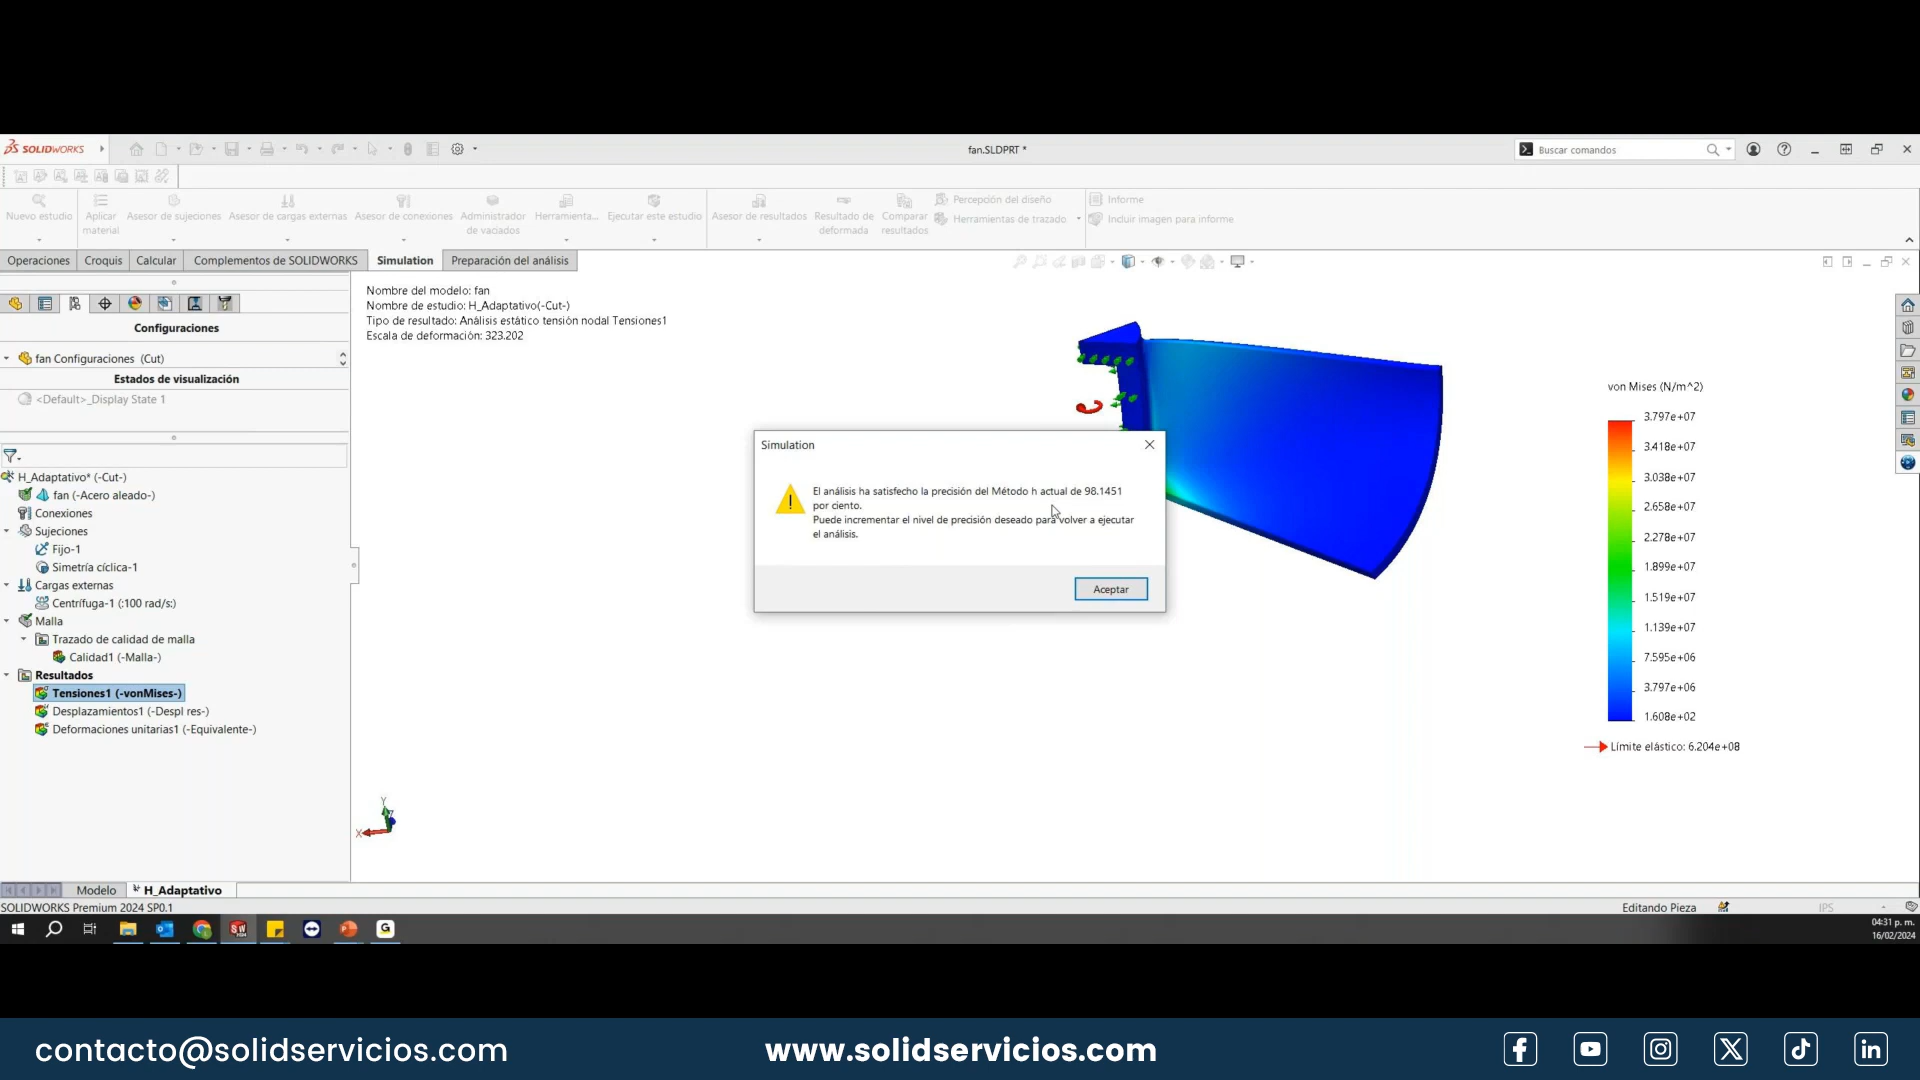 SOLIDWORKS
fan.SLDPRT *
Buscar comandos
Nuevo estudio
Aplicar material
Asesor de sujeciones
Asesor de cargas externas
Asesor de conexiones
Administrador de vaciados
Herramienta...
Ejecutar este estudio
Asesor de resultados
Resultado de deformada
Comparar resultados
Percepción del diseño
Herramientas de trazado
Informe
Incluir imagen para informe
Operaciones
Croquis
Calcular
Complementos de SOLIDWORKS
Simulation
Preparación del análisis
Configuraciones
fan Configuraciones (Cut)
Estados de visualización
<Default>_Display State 1
H_Adaptativo* (-Cut-)
fan (-Acero aleado-)
Conexiones
Sujeciones
Fijo-1
Simetría cíclica-1
Cargas externas
Centrífuga-1 (:100 rad/s:)
Malla
Trazado de calidad de malla
Calidad1 (-Malla-)
Resultados
Tensiones1 (-vonMises-)
Desplazamientos1 (-Despl res-)
Deformaciones unitarias1 (-Equivalente-)
Nombre del modelo: fan
Nombre de estudio: H_Adaptativo(-Cut-)
Tipo de resultado: Análisis estático tensión nodal Tensiones1
Escala de deformación: 323.202
Simulation
El análisis ha satisfecho la precisión del Método h actual de 98.1451
por ciento.
Puede incrementar el nivel de precisión deseado para volver a ejecutar
el análisis.
Aceptar
von Mises (N/m^2)
3.797e+07
3.418e+07
3.038e+07
2.658e+07
2.278e+07
1.899e+07
1.519e+07
1.139e+07
7.595e+06
3.797e+06
1.608e+02
Límite elástico: 6.204e+08
Y
X
Modelo
H_Adaptativo
SOLIDWORKS Premium 2024 SP0.1
Editando Pieza
IPS
04:31 p. m.
16/02/2024
contacto@solidservicios.com
www.solidservicios.com